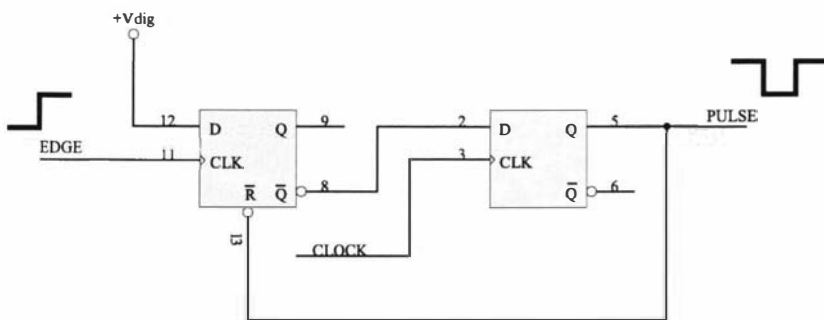 +Vdig
12
D
Q
9
EDGE
11
CLK
R̅
Q̅
8
13
2
D
Q
5
PULSE
3
CLK
Q̅
6
CLOCK